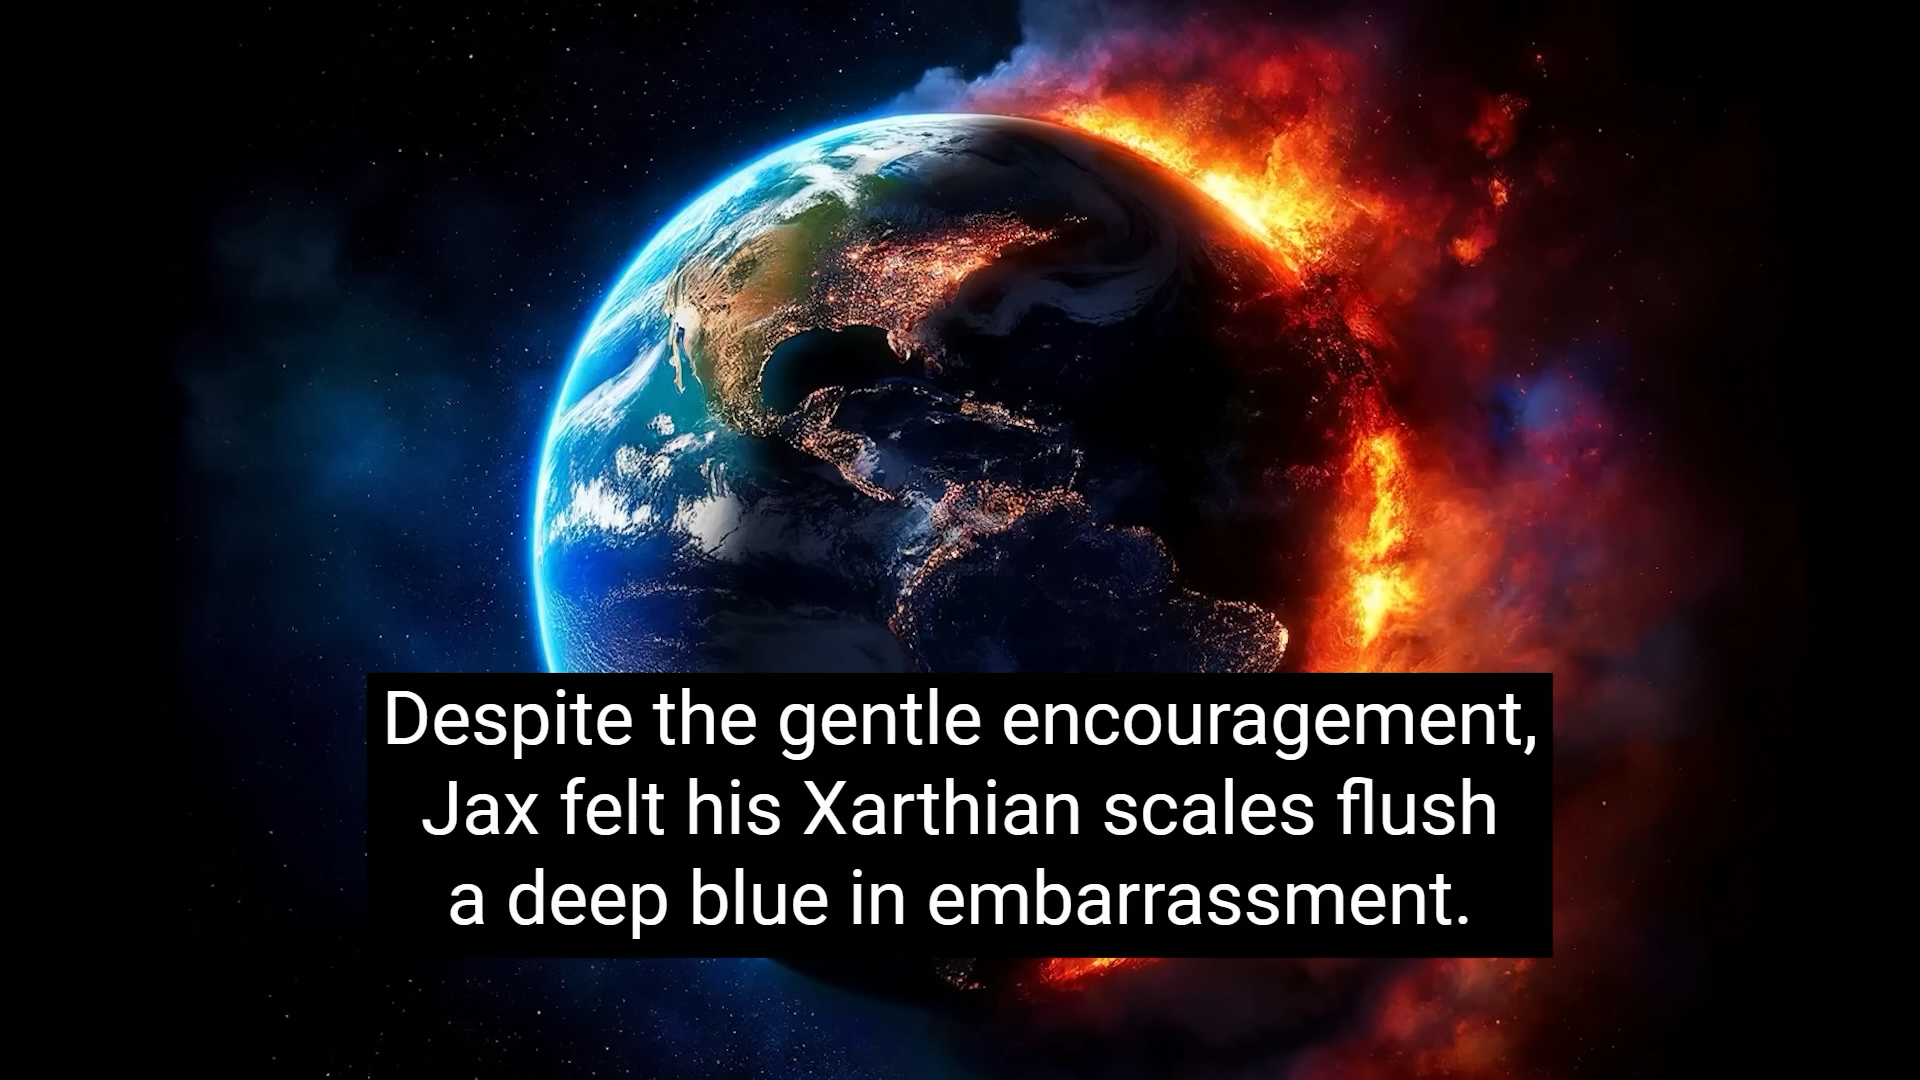 Despite the gentle encouragement,
Jax felt his Xarthian scales flush
a deep blue in embarrassment.